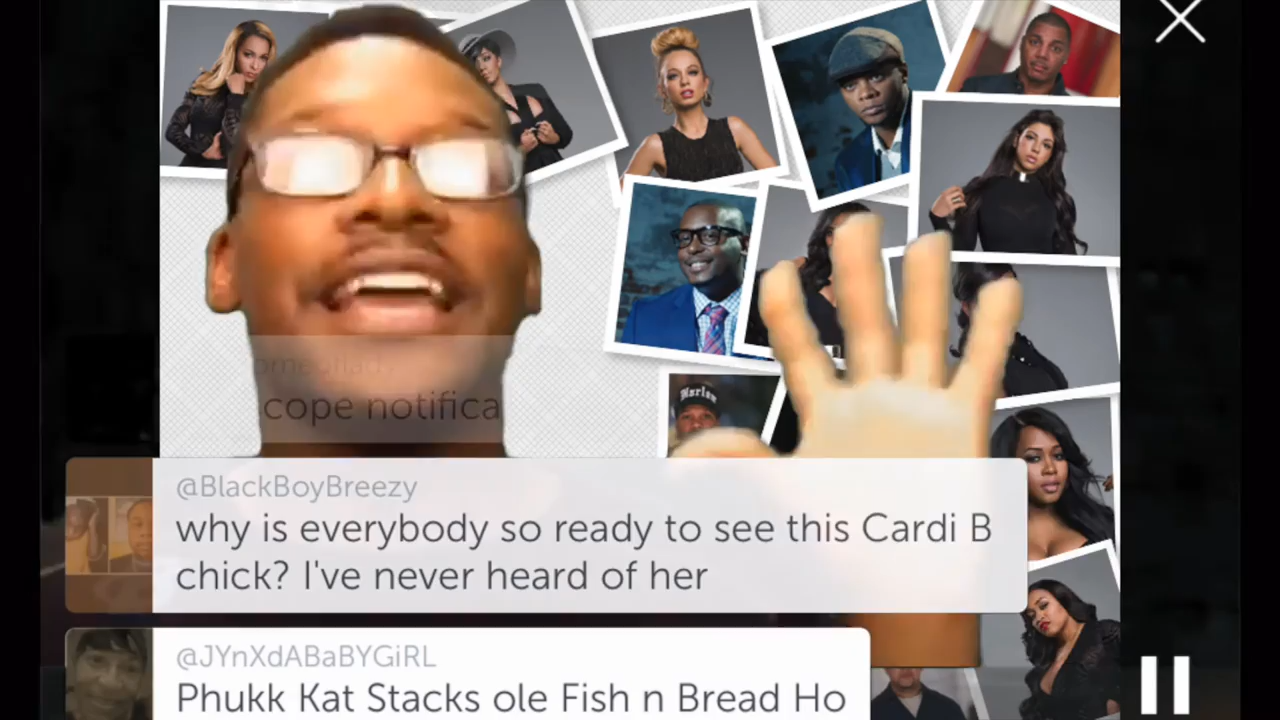 Harlem
cope notifica
@BlackBoyBreezy
why is everybody so ready to see this Cardi B
chick? I've never heard of her
@JYnXdABaBYGiRL
Phukk Kat Stacks ole Fish n Bread Ho